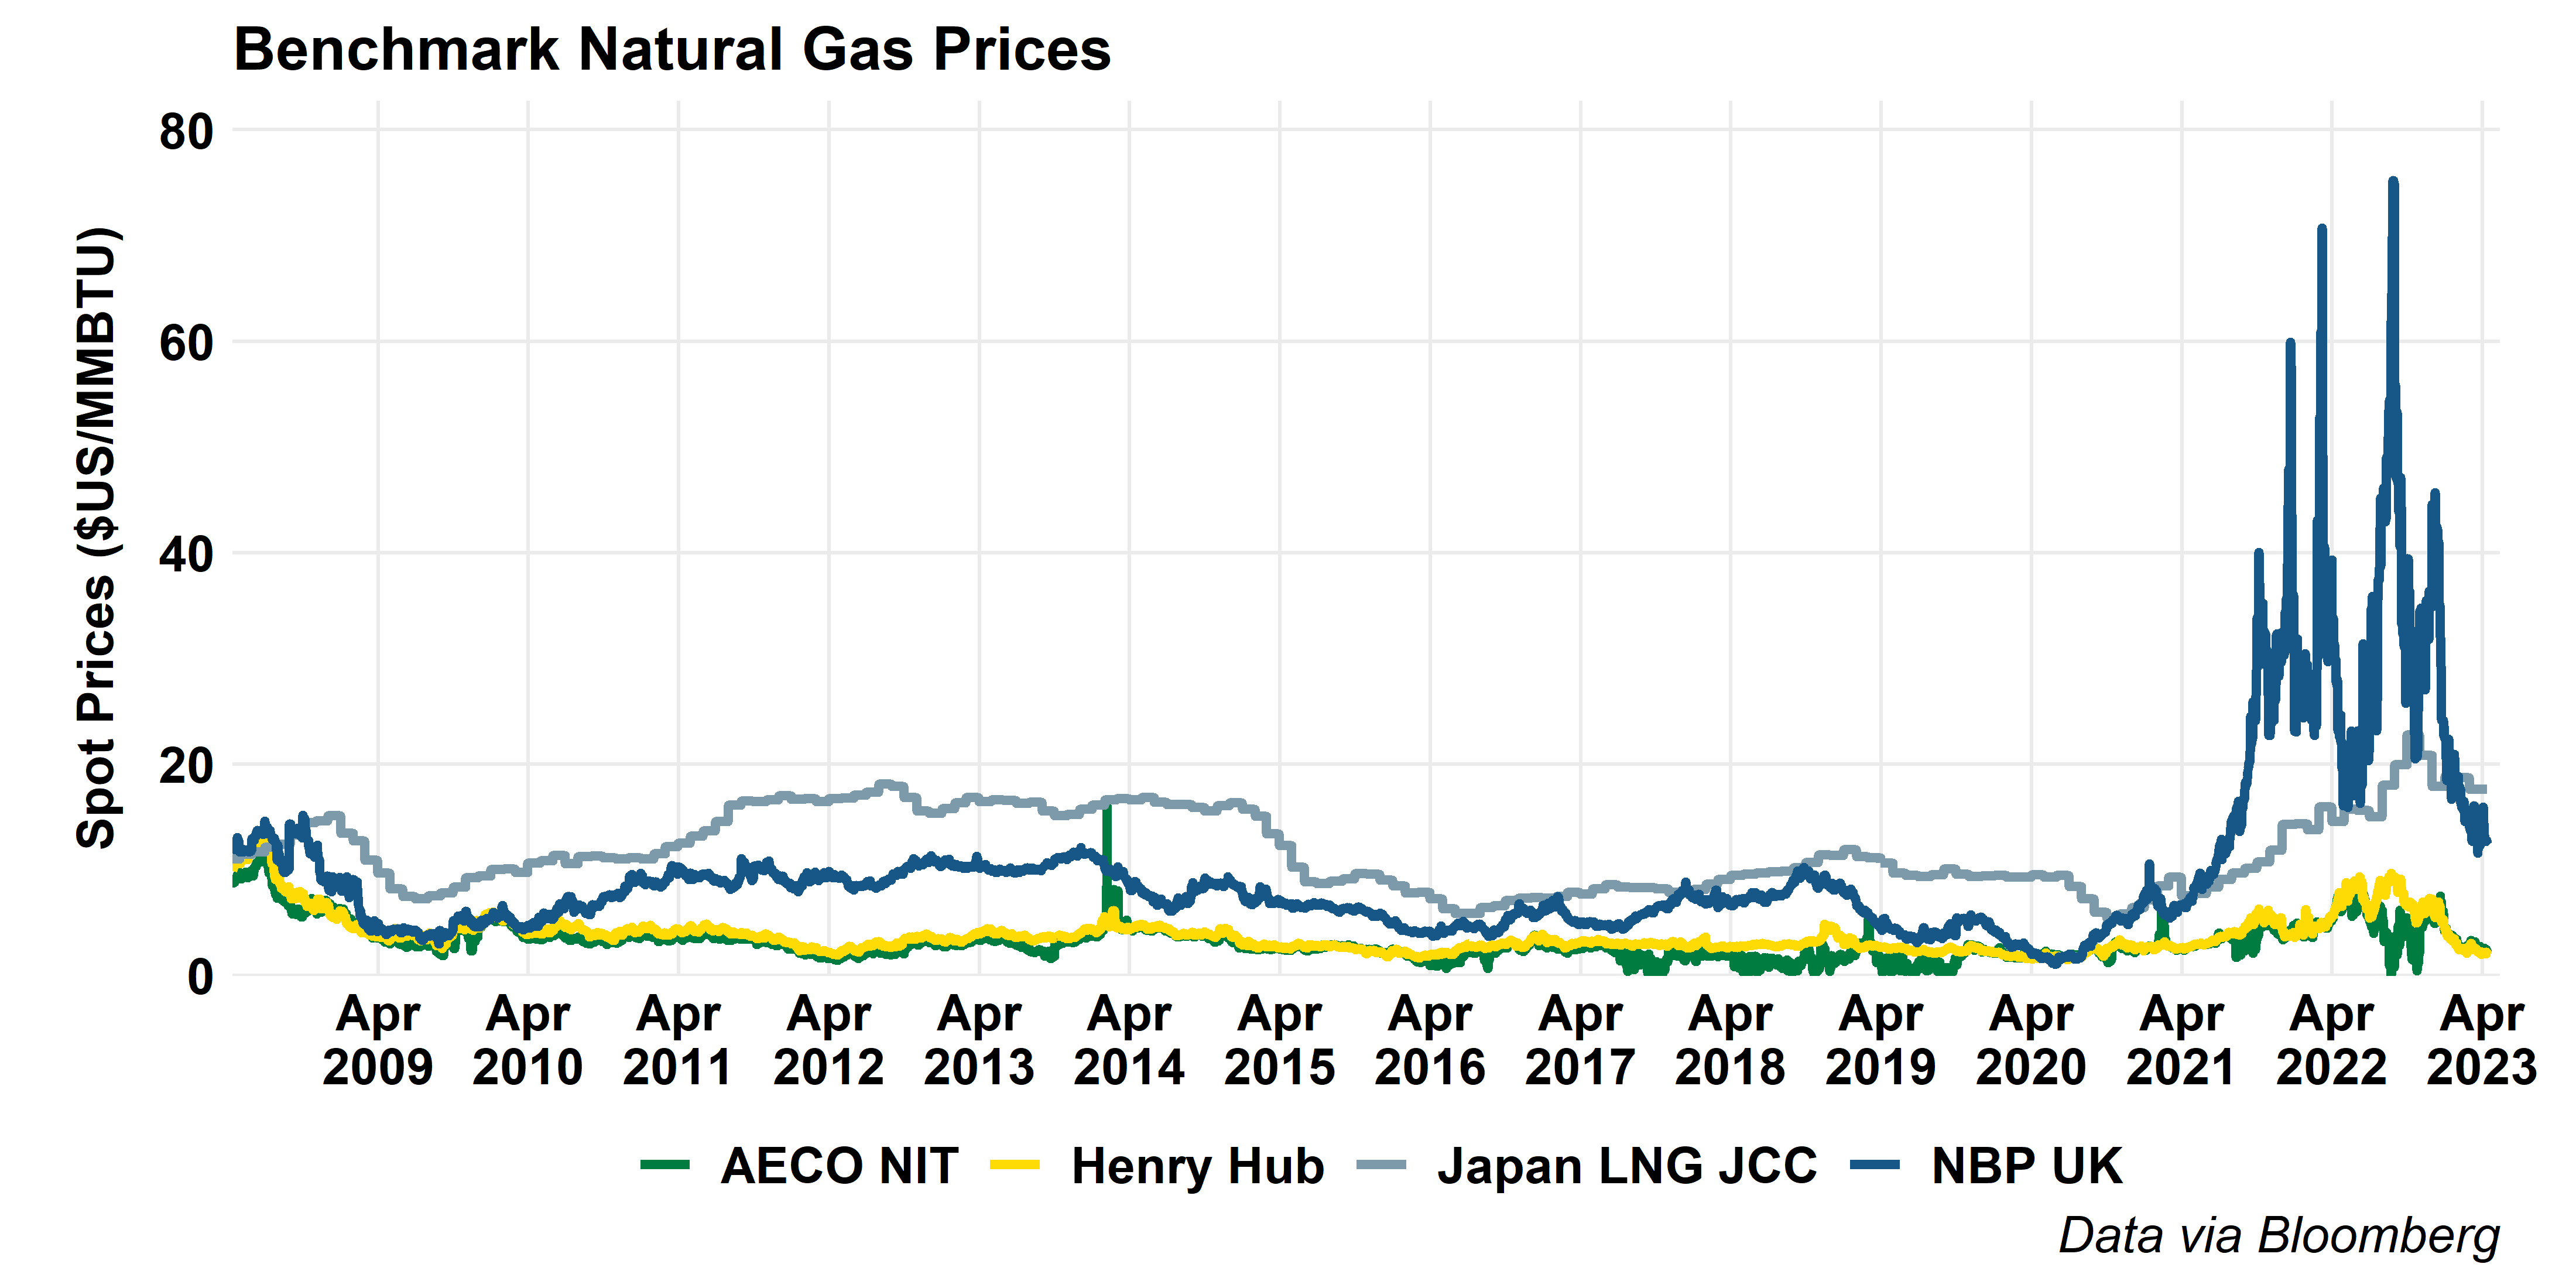 Benchmark Natural Gas Prices
Spot Prices ($US/MMBTU)
80
60
40
20
0
Apr 2009
Apr 2010
Apr 2011
Apr 2012
Apr 2013
Apr 2014
Apr 2015
Apr 2016
Apr 2017
Apr 2018
Apr 2019
Apr 2020
Apr 2021
Apr 2022
Apr 2023
AECO NIT Henry Hub Japan LNG JCC NBP UK
Data via Bloomberg